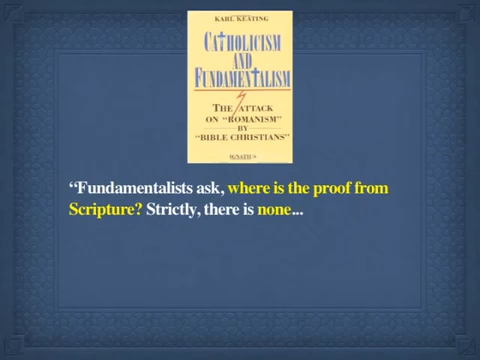 KARL KEATING
CATHOLICISM
AND
FUNDAMENTALISM
THE ATTACK
ON "ROMANISM"
BY
"BIBLE CHRISTIANS"
IGNATIUS
“Fundamentalists ask, where is the proof from
Scripture? Strictly, there is none...